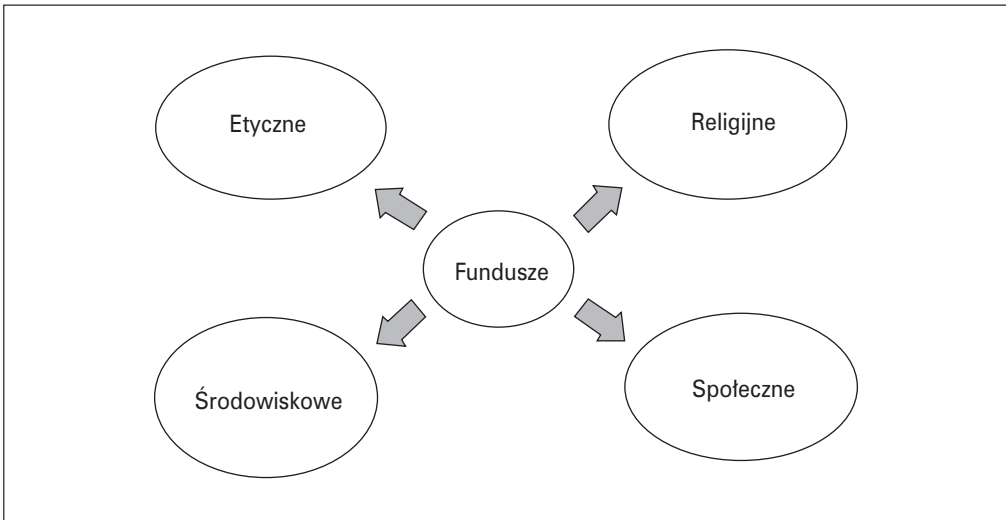 Etyczne
Religijne
Fundusze
Środowiskowe
Społeczne